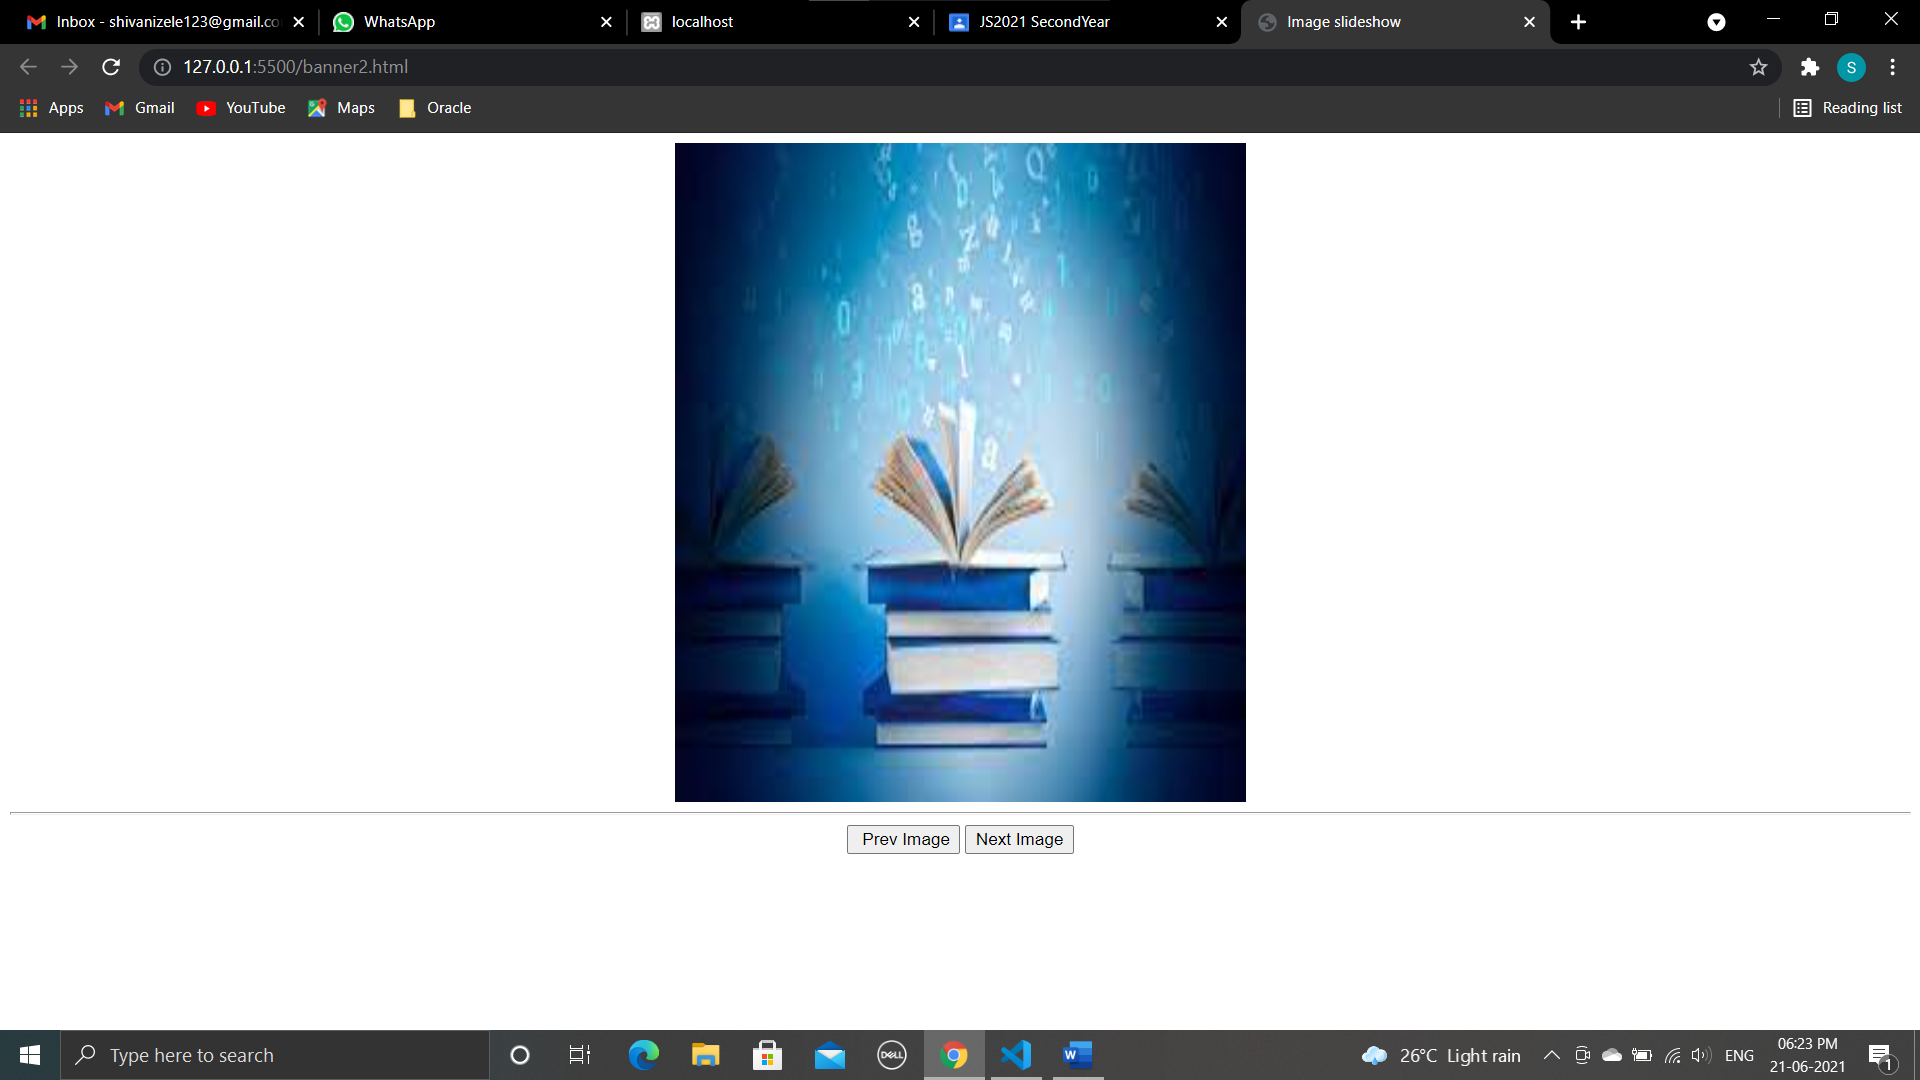 Inbox - shivanizele123@gmail.co
WhatsApp
localhost
JS2021 SecondYear
Image slideshow
127.0.0.1:5500/banner2.html
S
Apps
Gmail
YouTube
Maps
Oracle
Reading list
Prev Image
Next Image
Type here to search
DELL
W
26°C Light rain
ENG
06:23 PM
21-06-2021
1